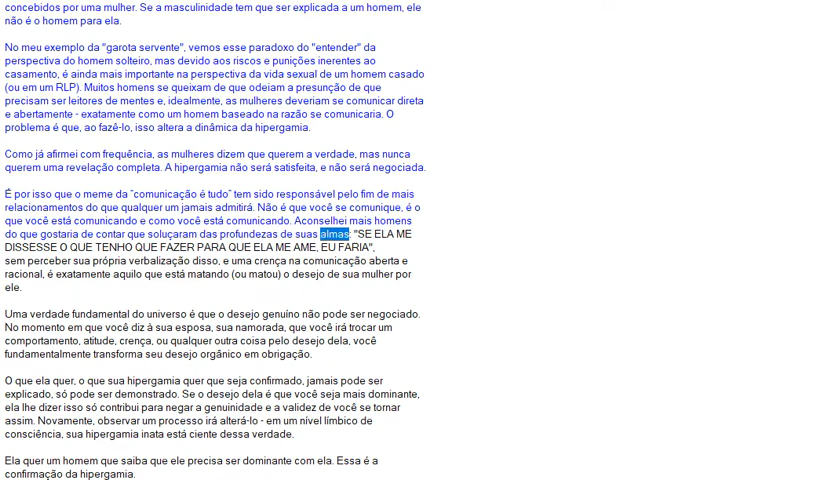 concebidos por uma mulher. Se a masculinidade tem que ser explicada a um homem, ele
não é o homem para ela.
No meu exemplo da "garota servente", vemos esse paradoxo do "entender" da
perspectiva do homem solteiro, mas devido aos riscos e punições inerentes ao
casamento, é ainda mais importante na perspectiva da vida sexual de um homem casado
(ou em um RLP). Muitos homens se queixam de que odeiam a presunção de que
precisam ser leitores de mentes e, idealmente, as mulheres deveriam se comunicar direta
e abertamente - exatamente como um homem baseado na razão se comunicaria. O
problema é que, ao fazê-lo, isso altera a dinâmica da hipergamia.
Como já afirmei com frequência, as mulheres dizem que querem a verdade, mas nunca
querem uma revelação completa. A hipergamia não será satisfeita, e não será negociada.
É por isso que o meme da "comunicação é tudo" tem sido responsável pelo fim de mais
relacionamentos do que qualquer um jamais admitirá. Não é que você se comunique, é o
que você está comunicando e como você está comunicando. Aconselhei mais homens
do que gostaria de contar que soluçaram das profundezas de suas almas: "SE ELA ME
DISSESSE O QUE TENHO QUE FAZER PARA QUE ELA ME AME, EU FARIA",
sem perceber sua própria verbalização disso, e uma crença na comunicação aberta e
racional, é exatamente aquilo que está matando (ou matou) o desejo de sua mulher por
ele.
Uma verdade fundamental do universo é que o desejo genuíno não pode ser negociado.
No momento em que você diz à sua esposa, sua namorada, que você irá trocar um
comportamento, atitude, crença, ou qualquer outra coisa pelo desejo dela, você
fundamentalmente transforma seu desejo orgânico em obrigação.
O que ela quer, o que sua hipergamia quer que seja confirmado, jamais pode ser
explicado, só pode ser demonstrado. Se o desejo dela é que você seja mais dominante,
ela lhe dizer isso só contribui para negar a genuinidade e a validez de você se tornar
assim. Novamente, observar um processo irá alterá-lo - em um nível límbico de
consciência, sua hipergamia inata está ciente dessa verdade.
Ela quer um homem que saiba que ele precisa ser dominante com ela. Essa é a
confirmação da hipergamia.